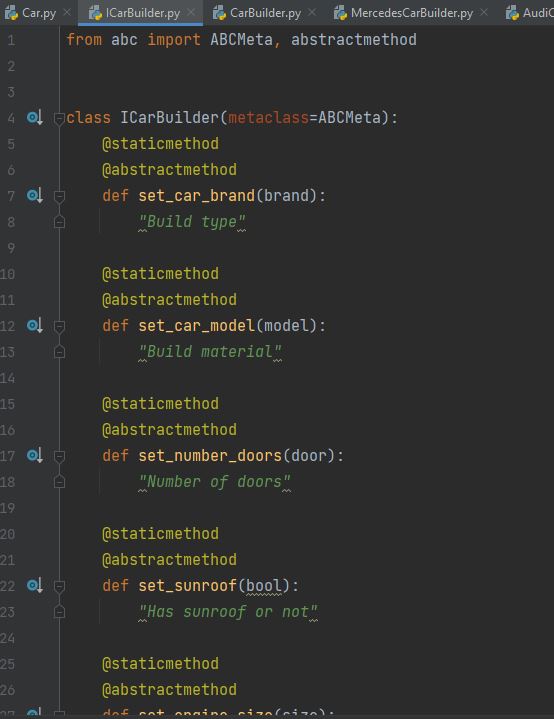 Car.py ICarBuilder.py CarBuilder.py MercedesCarBuilder.py
1 from abc import ABCMeta, abstractmethod
2
3
4 class ICarBuilder(metaclass=ABCMeta):
5     @staticmethod
6     @abstractmethod
7     def set_car_brand(brand):
8         "Build type"
9
10     @staticmethod
11     @abstractmethod
12     def set_car_model(model):
13         "Build material"
14
15     @staticmethod
16     @abstractmethod
17     def set_number_doors(door):
18         "Number of doors"
19
20     @staticmethod
21     @abstractmethod
22     def set_sunroof(bool):
23         "Has sunroof or not"
24
25     @staticmethod
26     @abstractmethod
27     def set_engine_size(size):